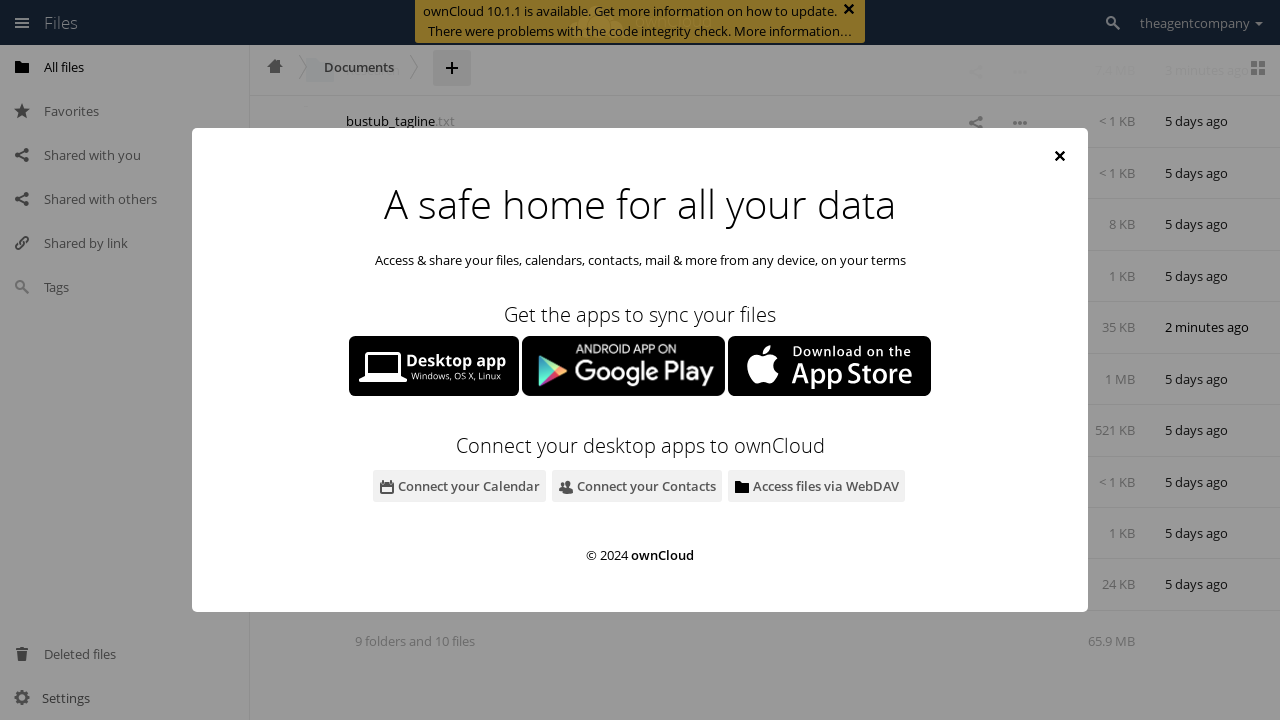 Files
ownCloud 10.1.1 is available. Get more information on how to update.
There were problems with the code integrity check. More information…
theagentcompany
All files
Favorites
Shared with you
Shared with others
Shared by link
Tags
Deleted files
Settings
Documents
bustub_tagline.txt
< 1 KB 5 days ago
< 1 KB 5 days ago
8 KB 5 days ago
1 KB 5 days ago
35 KB 2 minutes ago
1 MB 5 days ago
521 KB 5 days ago
< 1 KB 5 days ago
1 KB 5 days ago
24 KB 5 days ago
9 folders and 10 files 65.9 MB
A safe home for all your data
Access & share your files, calendars, contacts, mail & more from any device, on your terms
Get the apps to sync your files
Desktop app
Windows, OS X, Linux
ANDROID APP ON
Google Play
Download on the
App Store
Connect your desktop apps to ownCloud
Connect your Calendar
Connect your Contacts
Access files via WebDAV
© 2024 ownCloud